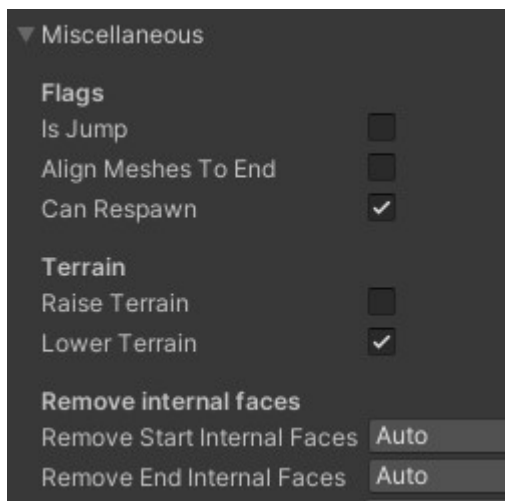 Miscellaneous
Flags
Is Jump
Align Meshes To End
Can Respawn
Terrain
Raise Terrain
Lower Terrain
Remove internal faces
Remove Start Internal Faces Auto
Remove End Internal Faces Auto